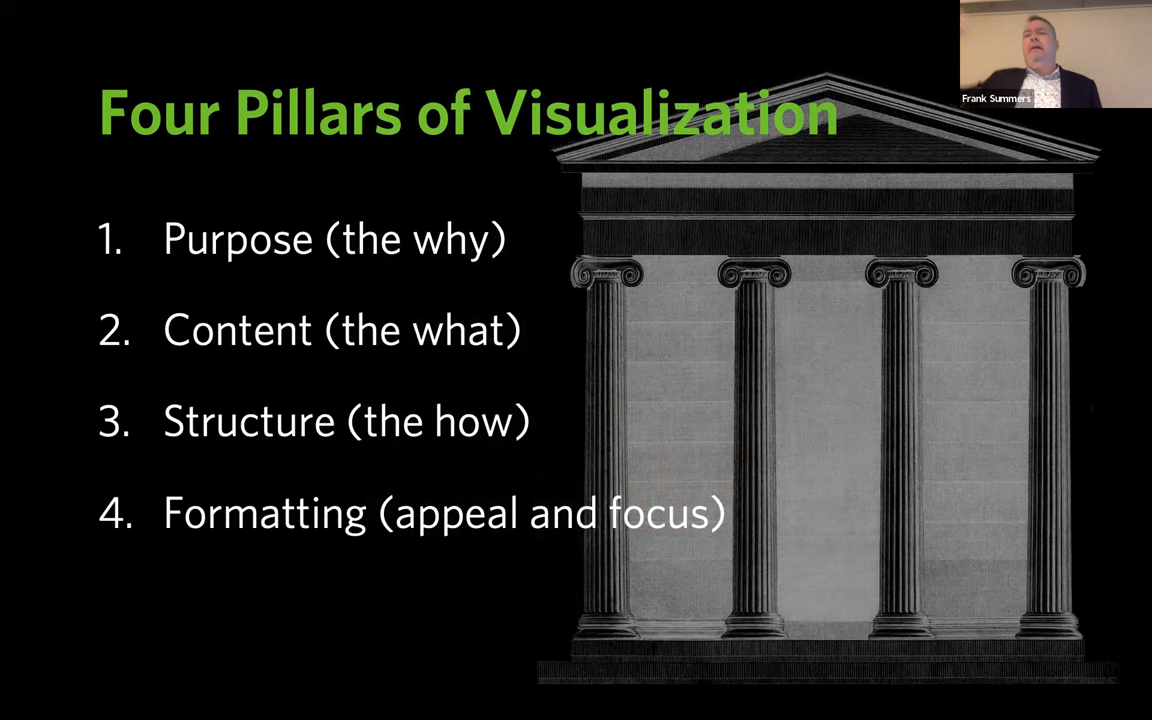 Four Pillars of Visualization
1. Purpose (the why)
2. Content (the what)
3. Structure (the how)
4. Formatting (appeal and focus)
Frank Summers